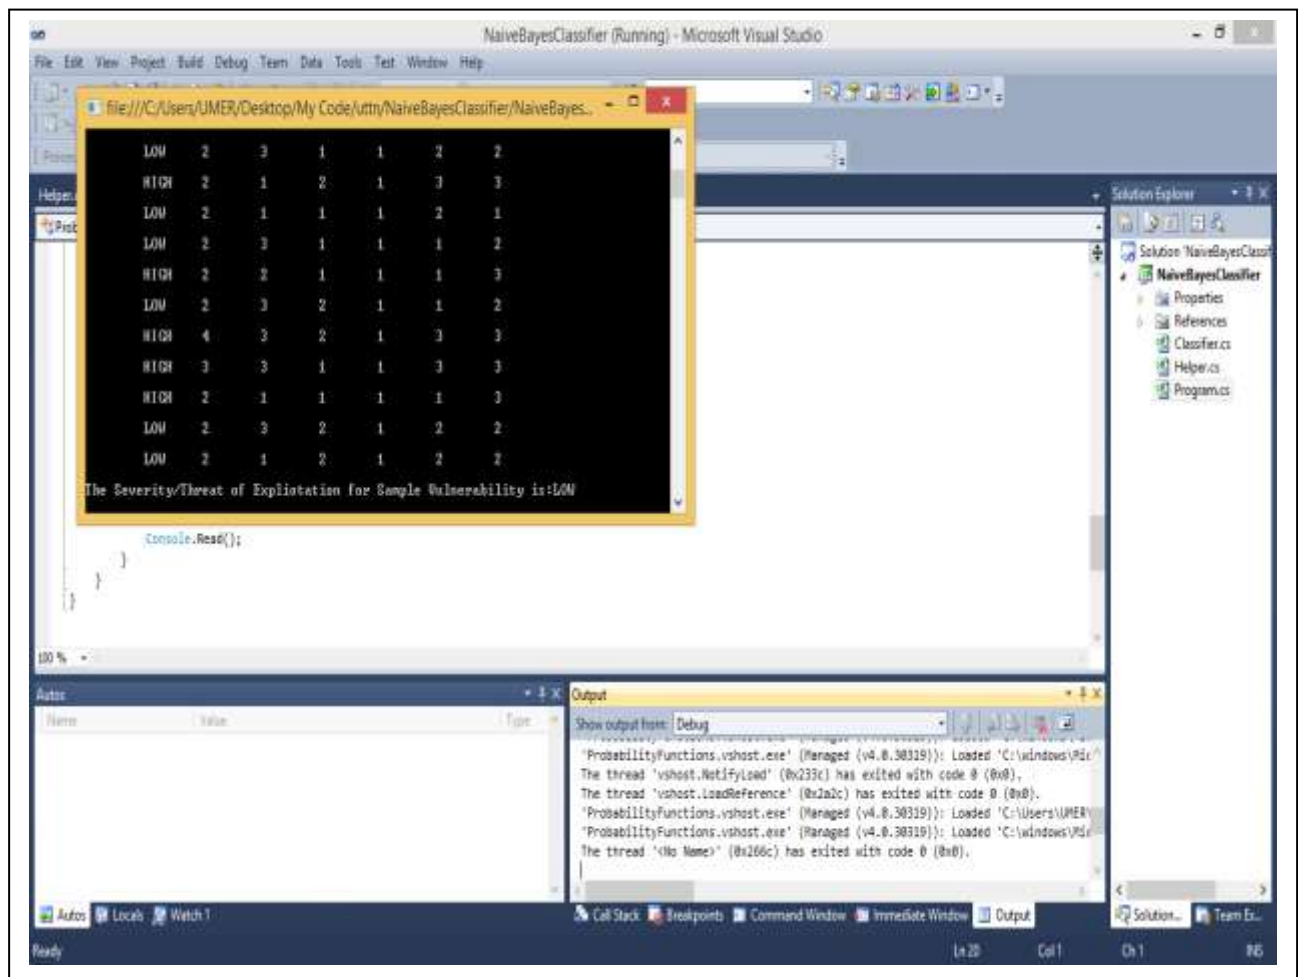 NaiveBayesClassifier (Running) - Microsoft Visual Studio
File Edit View Project Build Debug Team Data Tools Test Window Help
file:///C:/Users/UMER/Desktop/My Code/uttn/NaiveBayesClassifier/NaiveBayes...
LOW 2 3 1 1 2 2
HIGH 2 1 2 1 3 3
LOW 2 1 1 1 2 1
LOW 2 3 1 1 1 2
HIGH 2 2 1 1 1 3
LOW 2 3 2 1 1 2
HIGH 4 3 2 1 3 3
HIGH 3 3 1 1 3 3
HIGH 2 1 1 1 1 3
LOW 2 3 2 1 2 2
LOW 2 1 2 1 2 2
The Severity/Threat of Expliotation for Sample Vulnerability is:LOW
Helper.
Prob
Console.Read();
}
}
}
100 %
Solution Explorer
Solution 'NaiveBayesClassif
NaiveBayesClassifier
Properties
References
Classifier.cs
Helper.cs
Program.cs
Autos
Name Value Type
Autos Locals Watch 1
Output
Show output from: Debug
'ProbabilityFunctions.vshost.exe' (Managed (v4.0.30319)): Loaded 'C:\windows\Mic
The thread 'vshost.NotifyLoad' (0x233c) has exited with code 0 (0x0).
The thread 'vshost.LoadReference' (0x2a2c) has exited with code 0 (0x0).
'ProbabilityFunctions.vshost.exe' (Managed (v4.0.30319)): Loaded 'C:\Users\UMER\
'ProbabilityFunctions.vshost.exe' (Managed (v4.0.30319)): Loaded 'C:\windows\Mic
The thread '<No Name>' (0x266c) has exited with code 0 (0x0).
Call Stack Breakpoints Command Window Immediate Window Output
Solution... Team Ex...
Ready Ln 20 Col 1 Ch 1 INS